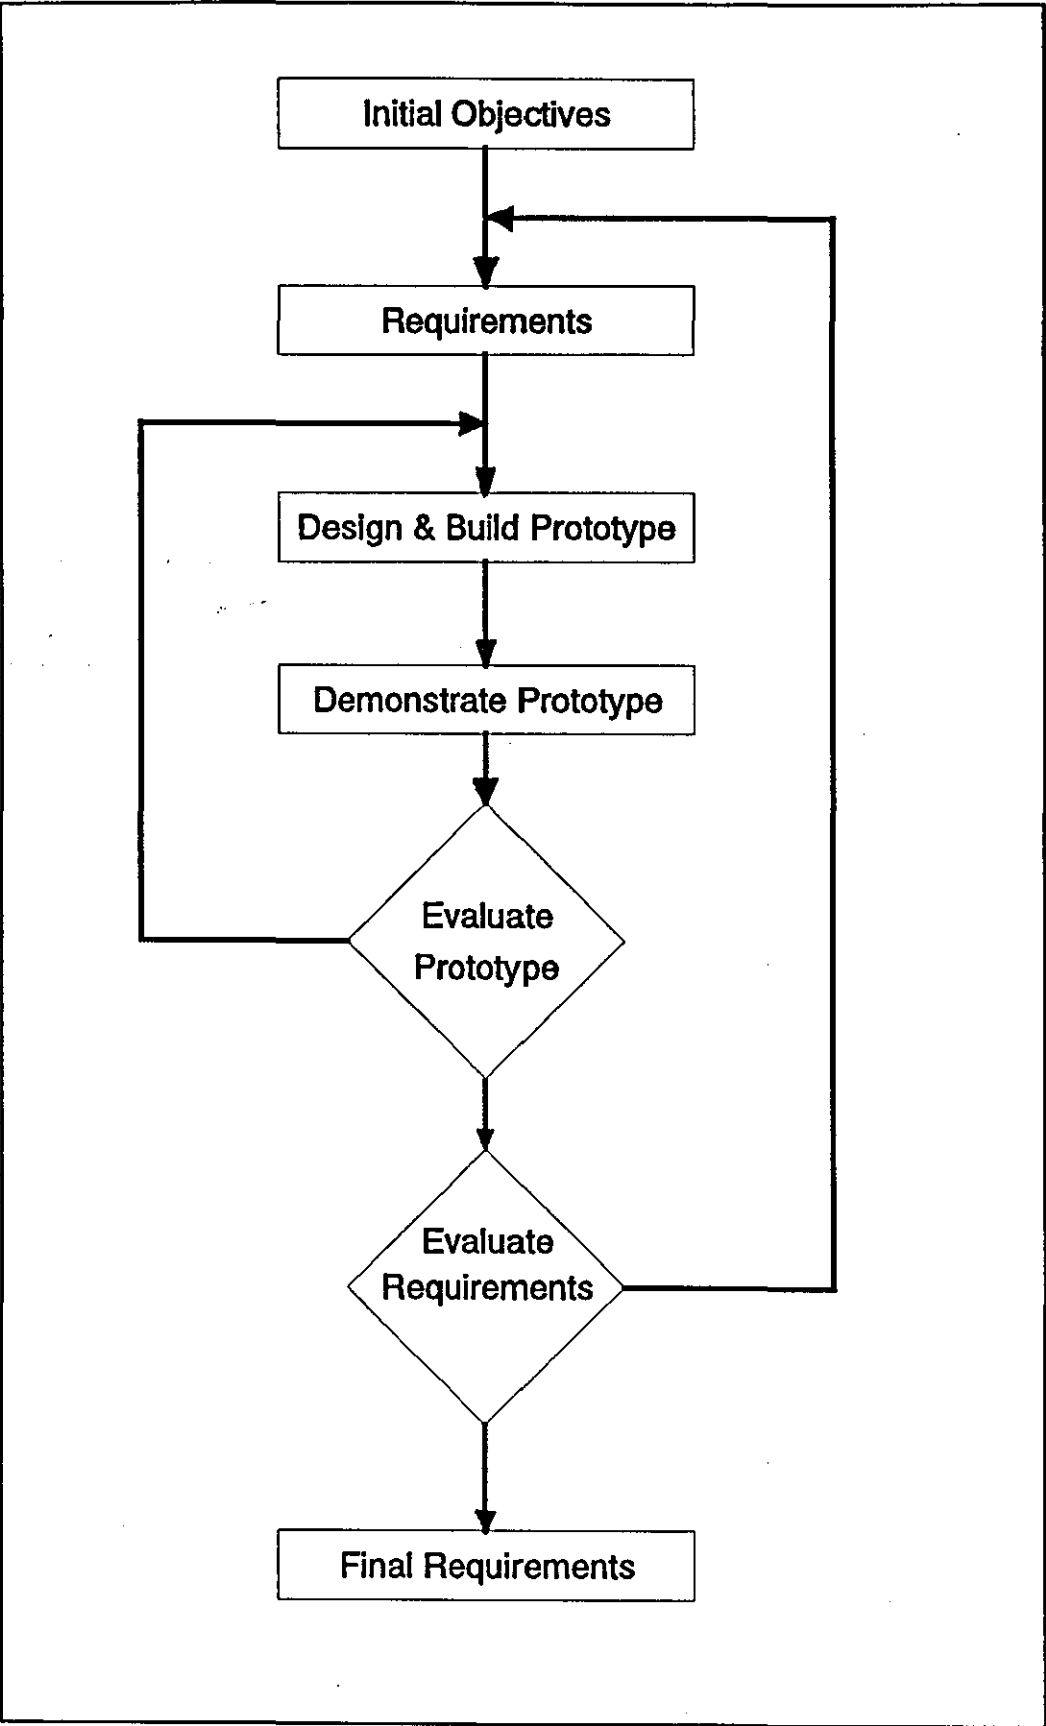 Initial Objectives
Requirements
Design & Build Prototype
Demonstrate Prototype
Evaluate
Prototype
Evaluate
Requirements
Final Requirements